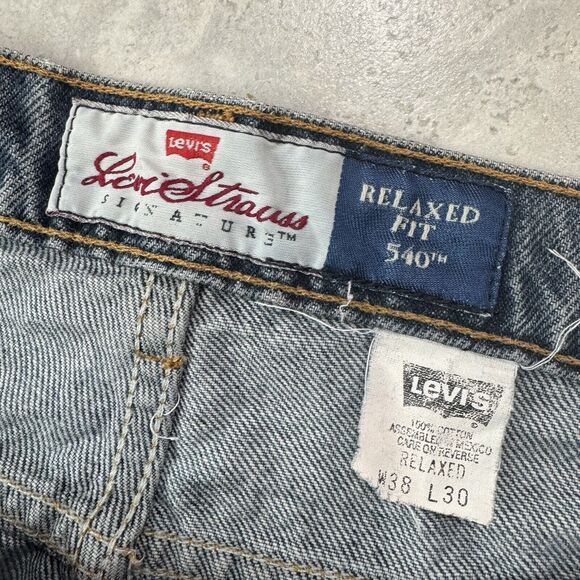 Levi's
Levi Strauss
SIGNATURE™
RELAXED
FIT
540™
Levi's
100% COTTON
ASSEMBLED IN MEXICO
CARE ON REVERSE
RELAXED
W38 L30